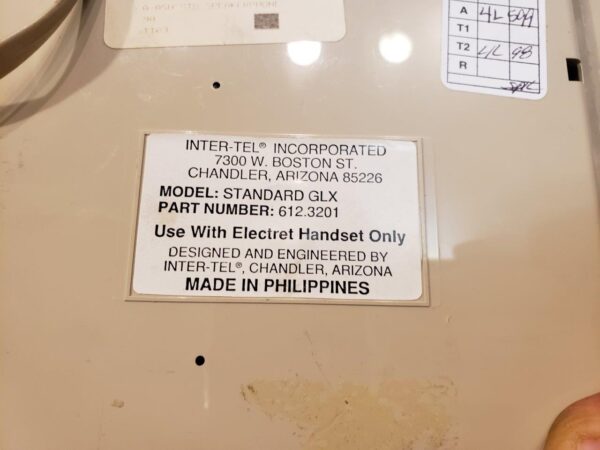 SPEAKERPHONE
A
T1
T2
R
INTER-TEL® INCORPORATED
7300 W. BOSTON ST.
CHANDLER, ARIZONA 85226
MODEL: STANDARD GLX
PART NUMBER: 612.3201
Use With Electret Handset Only
DESIGNED AND ENGINEERED BY
INTER-TEL®, CHANDLER, ARIZONA
MADE IN PHILIPPINES